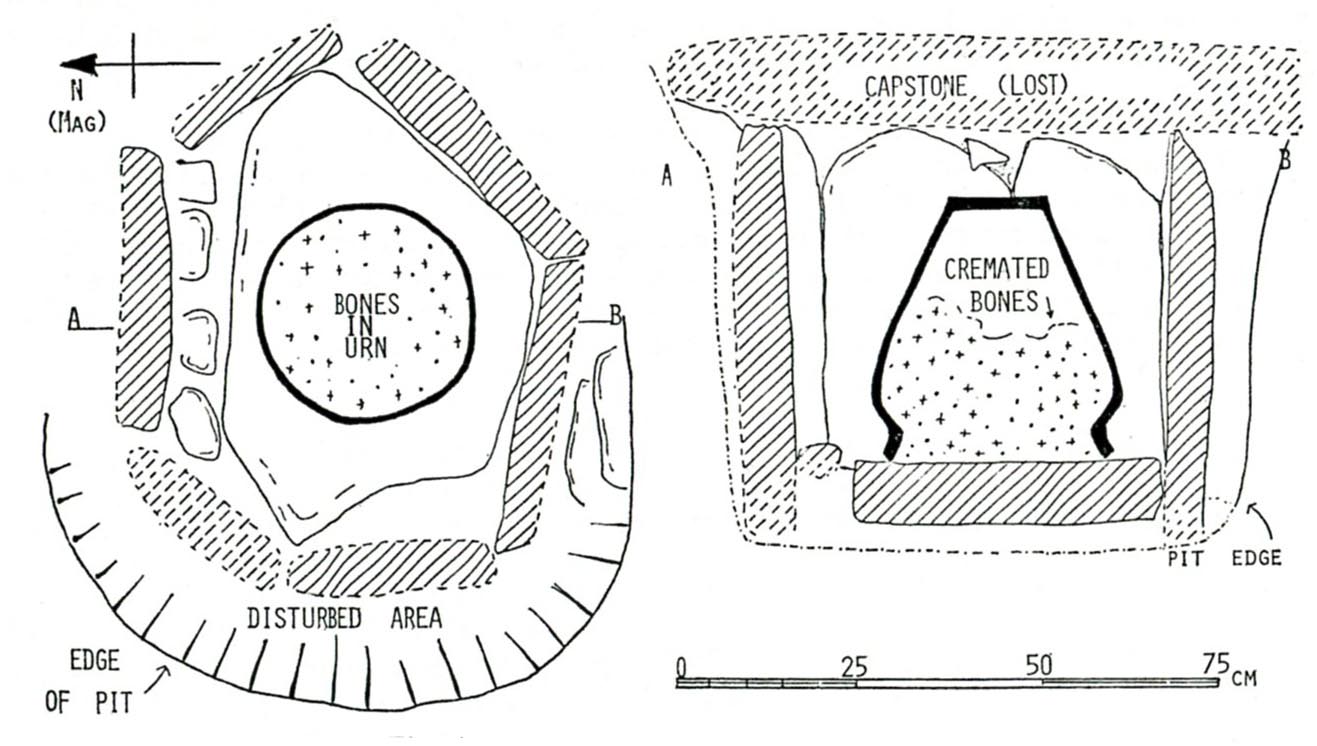 N
(MAG)
A
B
BONES
IN
URN
DISTURBED AREA
EDGE
OF PIT
CAPSTONE (LOST)
A
B
CREMATED
BONES
PIT EDGE
0 25 50 75 CM